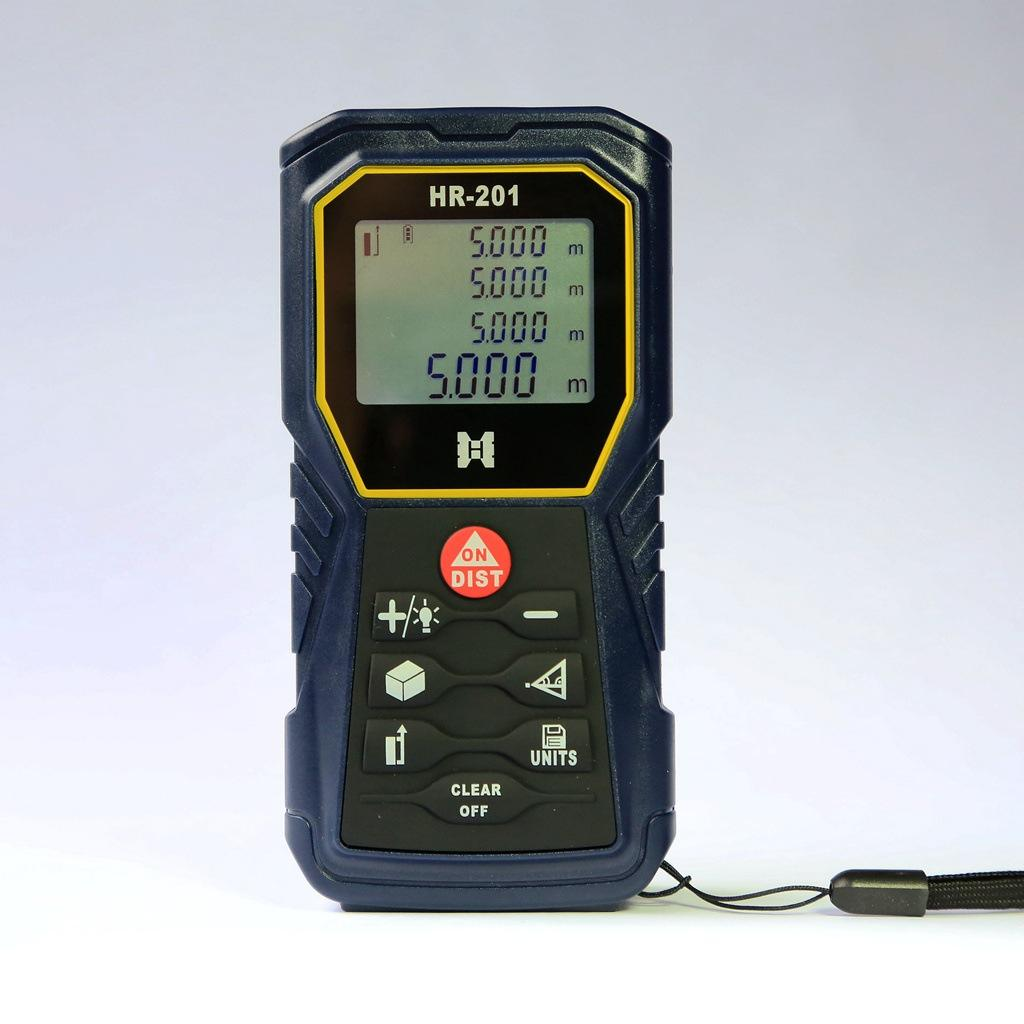 HR-201
5.000 m
5.000 m
5.000 m
5.000 m
ON
DIST
+/
-
UNITS
CLEAR
OFF